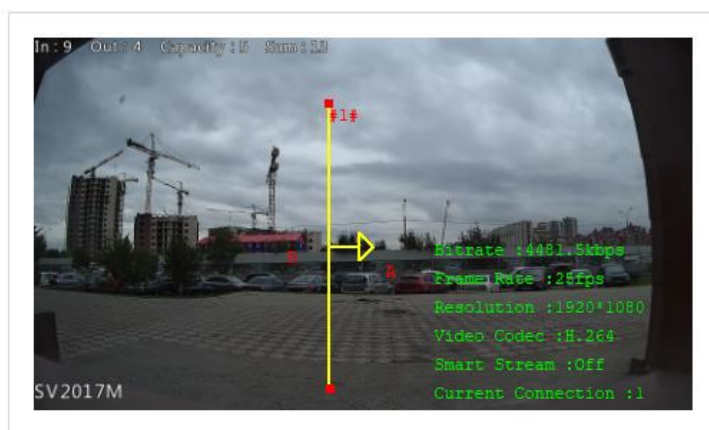 In:9 Out:4 Capacity:5 Sum:13
#1#
B
A
Bitrate :4481.5kbps
Frame Rate :25fps
Resolution :1920*1080
Video Codec :H.264
Smart Stream :Off
Current Connection :1
SV2017M